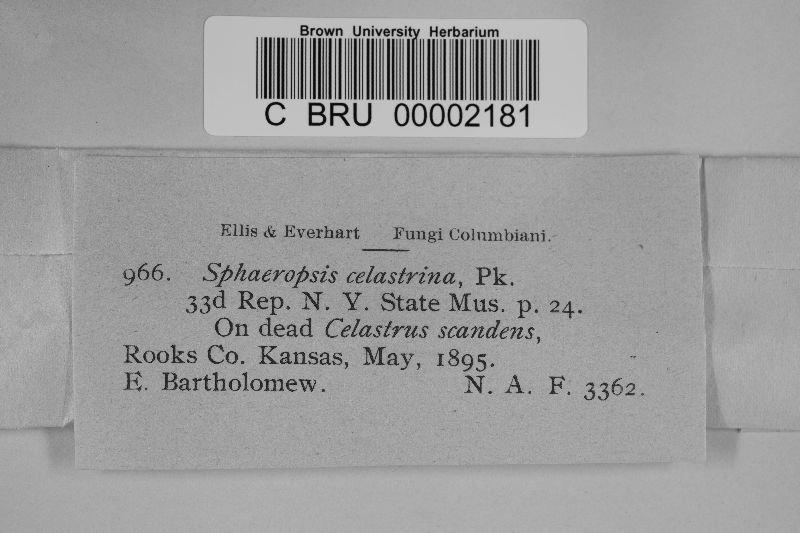 Brown University Herbarium
C BRU 00002181
Ellis & Everhart — Fungi Columbiani.
966. Sphaeropsis celastrina, Pk.
33d Rep. N. Y. State Mus. p. 24.
On dead Celastrus scandens,
Rooks Co. Kansas, May, 1895.
E. Bartholomew. N. A. F. 3362.